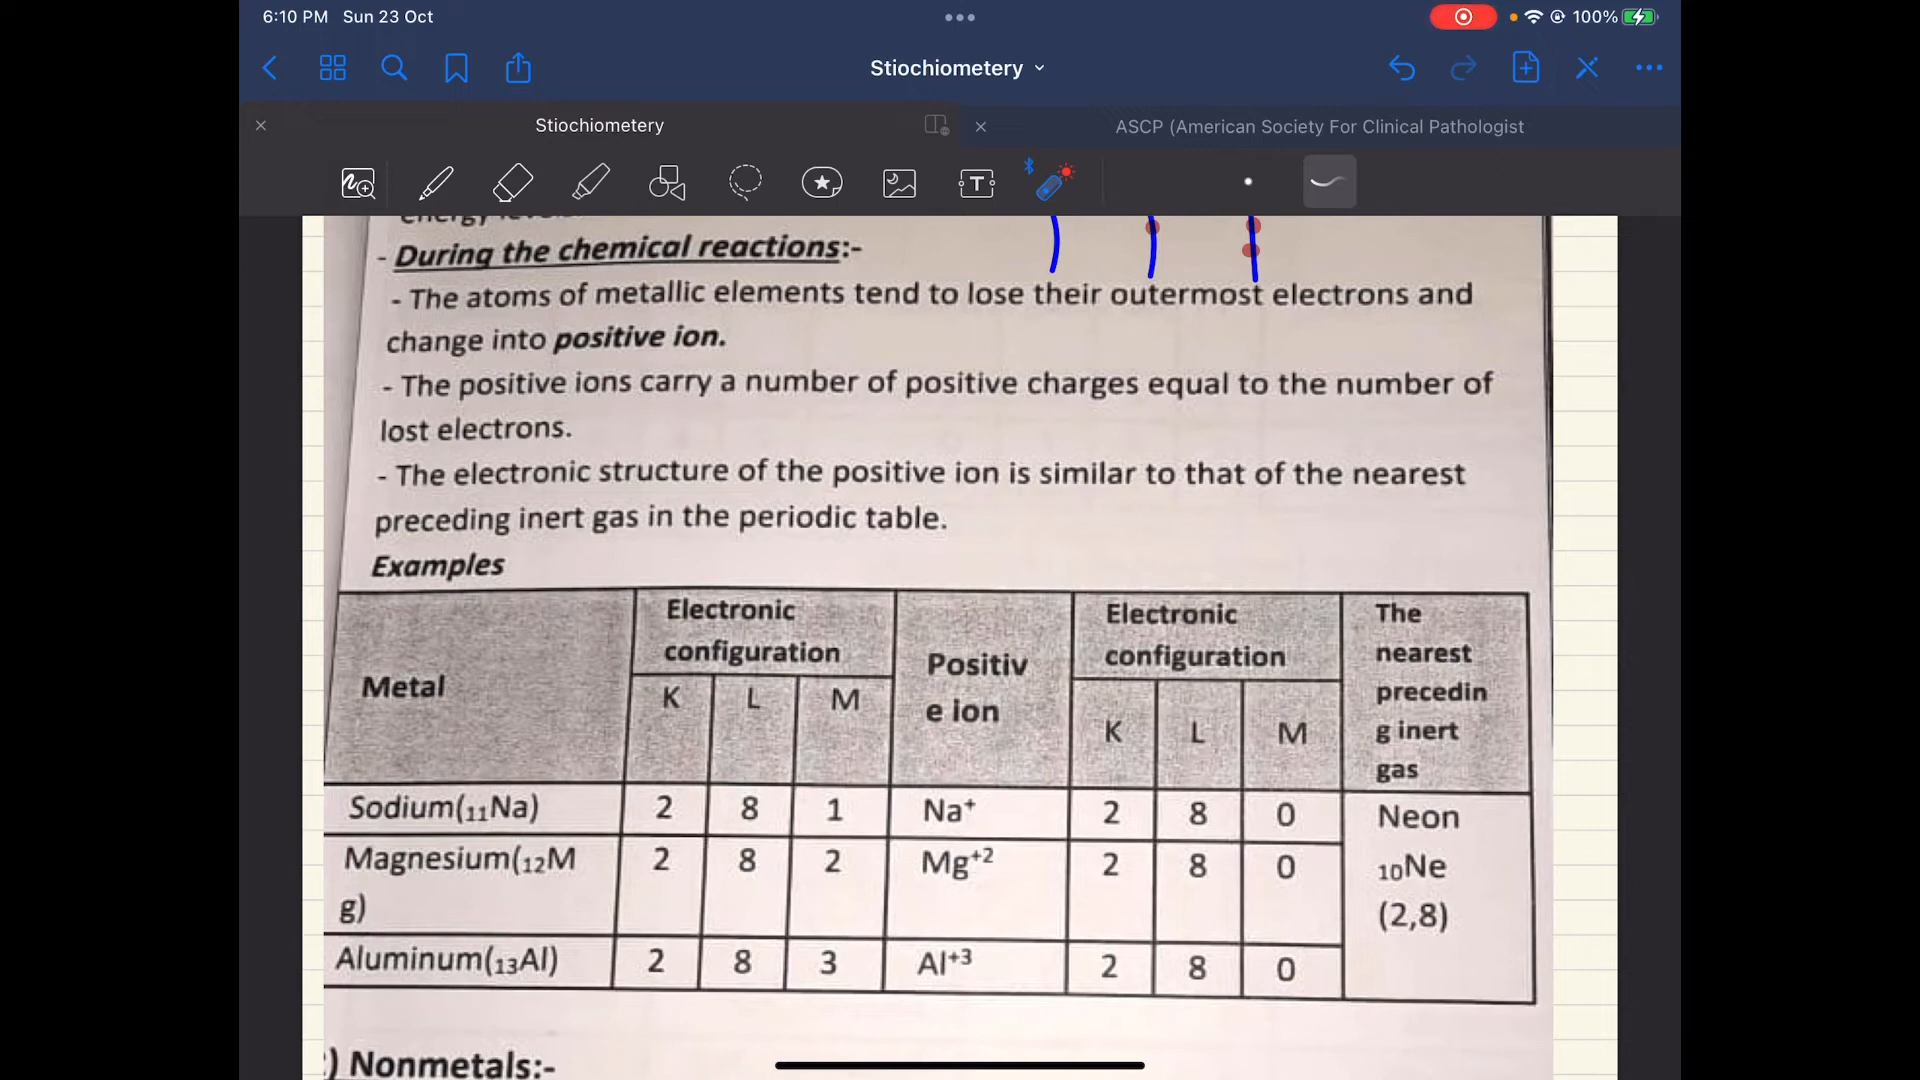 6:10 PM Sun 23 Oct
100%
Stiochiometery
Stiochiometery
ASCP (American Society For Clinical Pathologist
T
- During the chemical reactions:-
- The atoms of metallic elements tend to lose their outermost electrons and
change into positive ion.
- The positive ions carry a number of positive charges equal to the number of
lost electrons.
- The electronic structure of the positive ion is similar to that of the nearest
preceding inert gas in the periodic table.
Examples
Metal
Electronic
configuration
K L M
Positiv
e ion
Electronic
configuration
K L M
The
nearest
precedin
g inert
gas
Sodium(₁₁Na) 2 8 1 Na⁺ 2 8 0
Magnesium(₁₂M
g) 2 8 2 Mg⁺² 2 8 0
Aluminum(₁₃Al) 2 8 3 Al⁺³ 2 8 0
Neon
₁₀Ne
(2,8)
) Nonmetals:-